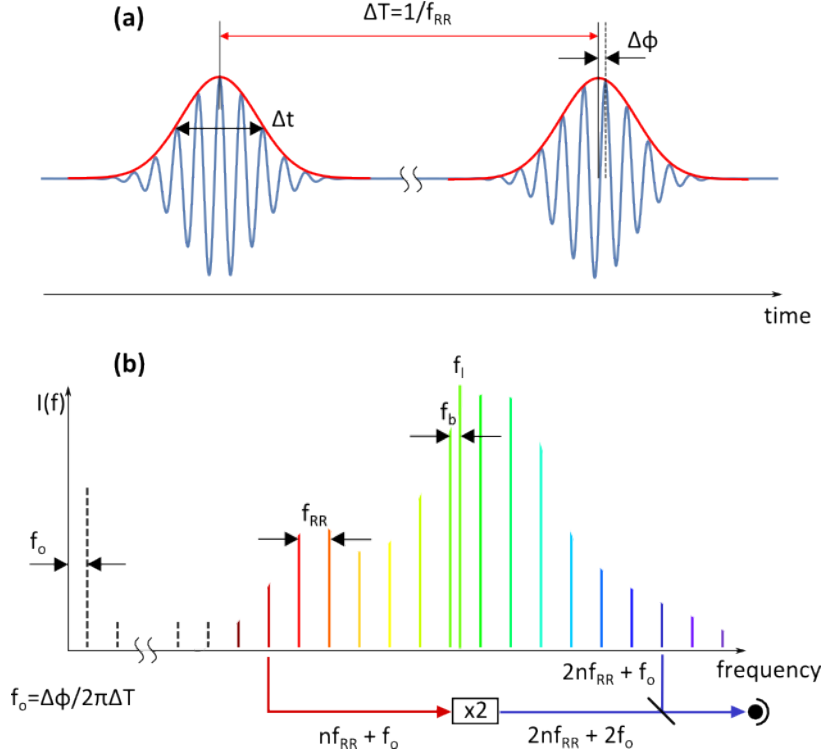 (a)
ΔT=1/f_RR
Δϕ
Δt
time
(b)
I(f)
f_l
f_b
f_RR
f_o
frequency
2nf_RR + f_o
f_o=Δϕ/2πΔT
x2
nf_RR + f_o
2nf_RR + 2f_o